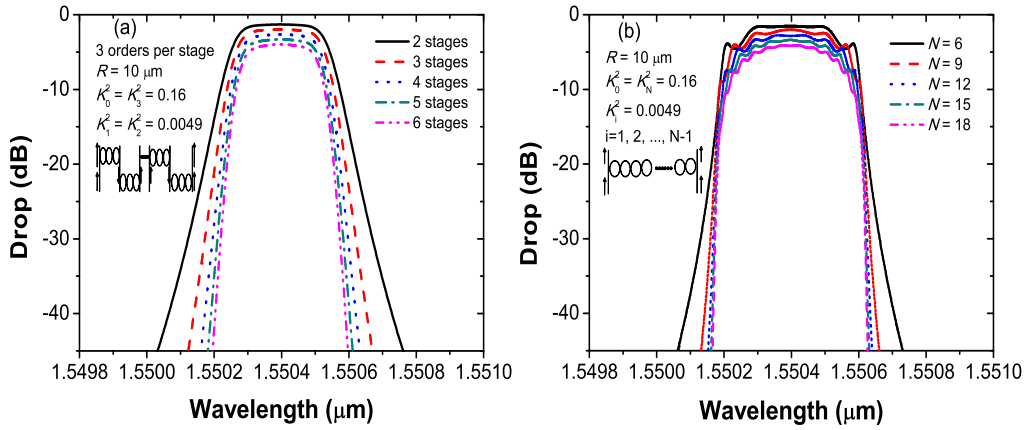 (a)
3 orders per stage
R = 10 μm
K₀² = K₃² = 0.16
K₁² = K₂² = 0.0049
2 stages
3 stages
4 stages
5 stages
6 stages
0
-10
-20
-30
-40
Drop (dB)
1.5498 1.5500 1.5502 1.5504 1.5506 1.5508 1.5510
Wavelength (μm)
(b)
R = 10 μm
K₀² = K_N² = 0.16
K_i² = 0.0049
i=1, 2, ..., N-1
N = 6
N = 9
N = 12
N = 15
N = 18
0
-10
-20
-30
-40
Drop (dB)
1.5498 1.5500 1.5502 1.5504 1.5506 1.5508 1.5510
Wavelength (μm)